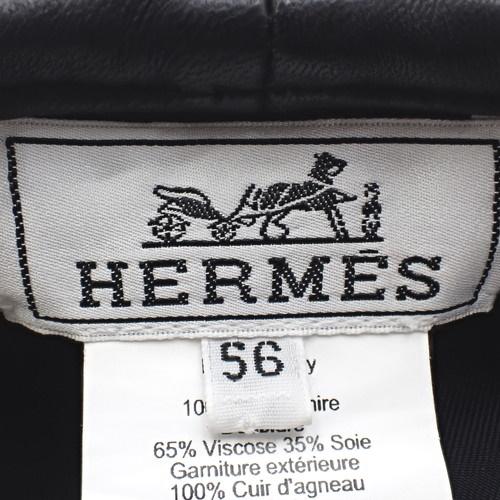 HERMÈS
56
65% Viscose 35% Soie
Garniture extérieure
100% Cuir d'agneau